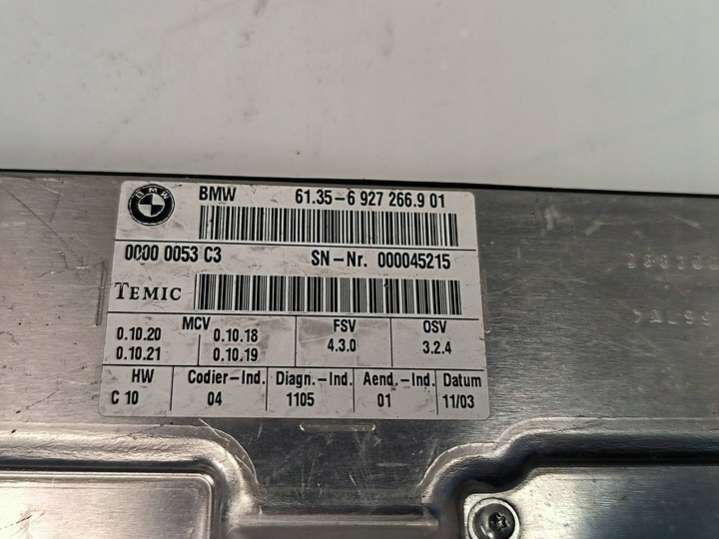 BMW
BMW 61.35-6 927 266.9 01
0000 0053 C3 SN-Nr. 000045215
TEMIC
MCV FSV OSV
0.10.20 0.10.18 4.3.0 3.2.4
0.10.21 0.10.19
HW Codier-Ind. Diagn.-Ind. Aend.-Ind. Datum
C 10 04 1105 01 11/03